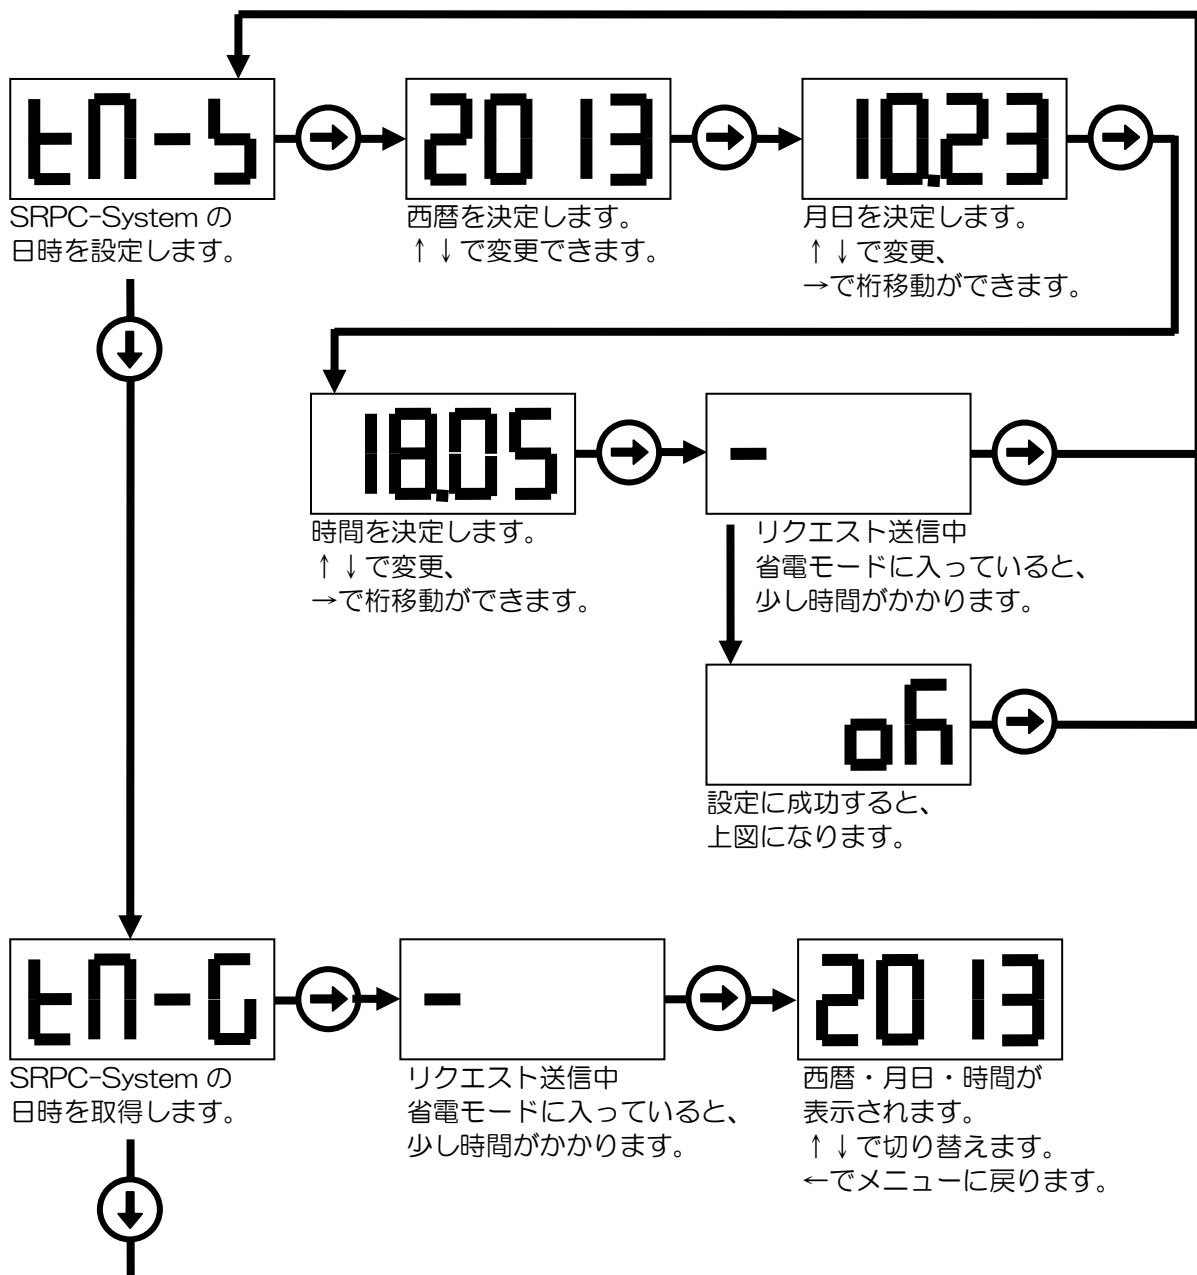 tn-S
2013
10.23
SRPC-System の
日時を設定します。
西暦を決定します。
↑↓で変更できます。
月日を決定します。
↑↓で変更、
→で桁移動ができます。
18.05
-
時間を決定します。
↑↓で変更、
→で桁移動ができます。
リクエスト送信中
省電モードに入っていると、
少し時間がかかります。
oh
設定に成功すると、
上図になります。
tn-G
-
2013
SRPC-System の
日時を取得します。
リクエスト送信中
省電モードに入っていると、
少し時間がかかります。
西暦・月日・時間が
表示されます。
↑↓で切り替えます。
←でメニューに戻ります。